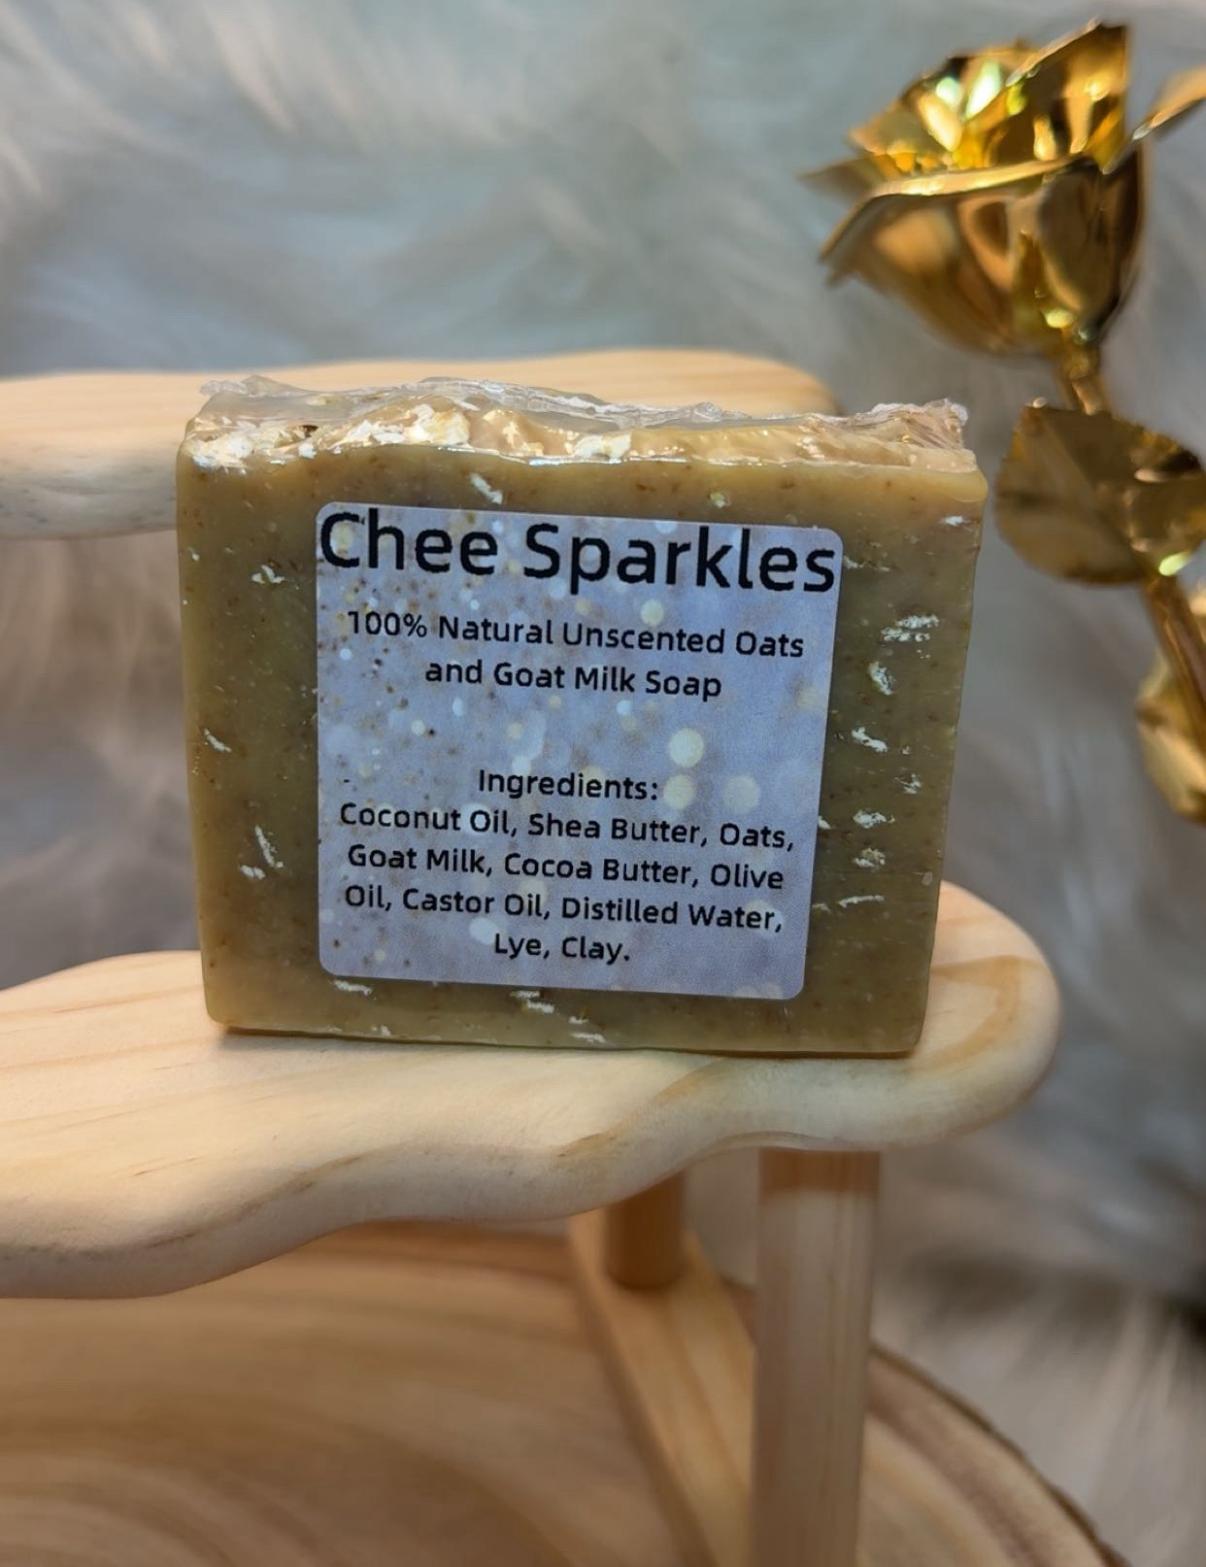 Chee Sparkles
100% Natural Unscented Oats
and Goat Milk Soap
Ingredients:
Coconut Oil, Shea Butter, Oats,
Goat Milk, Cocoa Butter, Olive
Oil, Castor Oil, Distilled Water,
Lye, Clay.